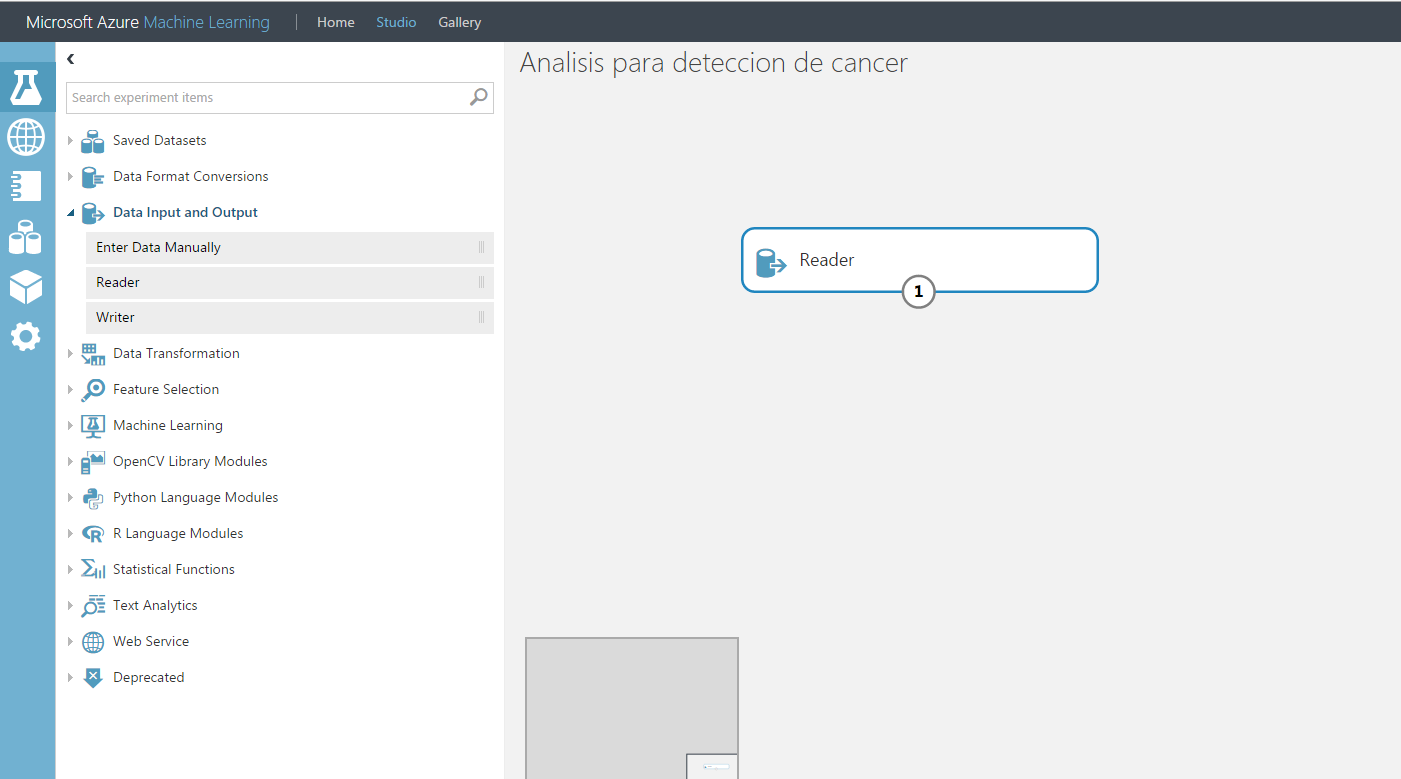 Microsoft Azure Machine Learning | Home Studio Gallery
Search experiment items
Saved Datasets
Data Format Conversions
Data Input and Output
Enter Data Manually
Reader
Writer
Data Transformation
Feature Selection
Machine Learning
OpenCV Library Modules
Python Language Modules
R Language Modules
Statistical Functions
Text Analytics
Web Service
Deprecated
Analisis para deteccion de cancer
Reader
1